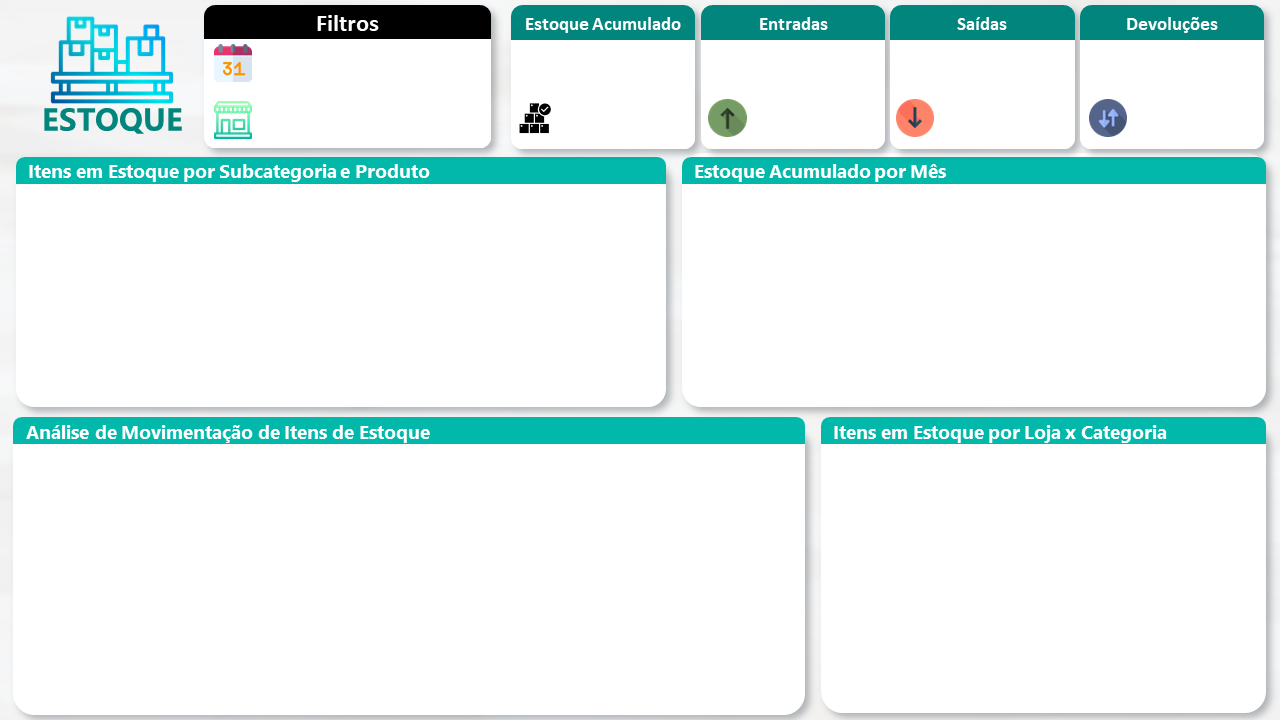 ESTOQUE
Filtros
31
Estoque Acumulado
Entradas
Saídas
Devoluções
Itens em Estoque por Subcategoria e Produto
Estoque Acumulado por Mês
Análise de Movimentação de Itens de Estoque
Itens em Estoque por Loja x Categoria